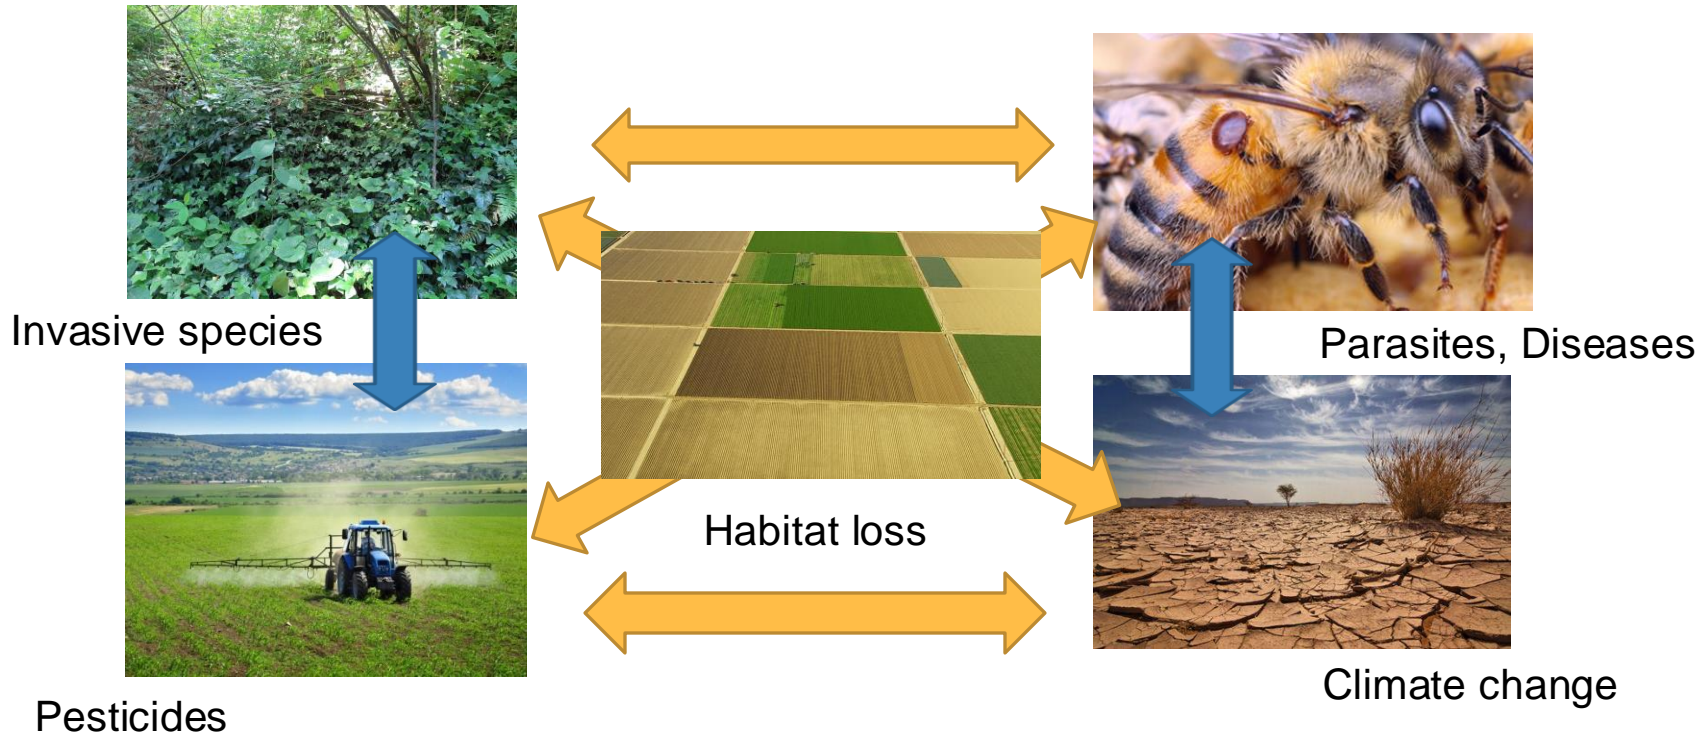 Invasive species
Parasites, Diseases
Habitat loss
Climate change
Pesticides